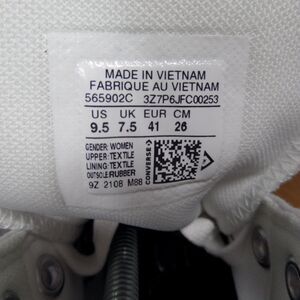 MADE IN VIETNAM
FABRIQUE AU VIETNAM
565902C 3Z7P6JFC00253
US UK EUR CM
9.5 7.5 41 26
GENDER: WOMEN
UPPER: TEXTILE
LINING: TEXTILE
OUTSOLE: RUBBER
9Z 2108 M88
CONVERSE